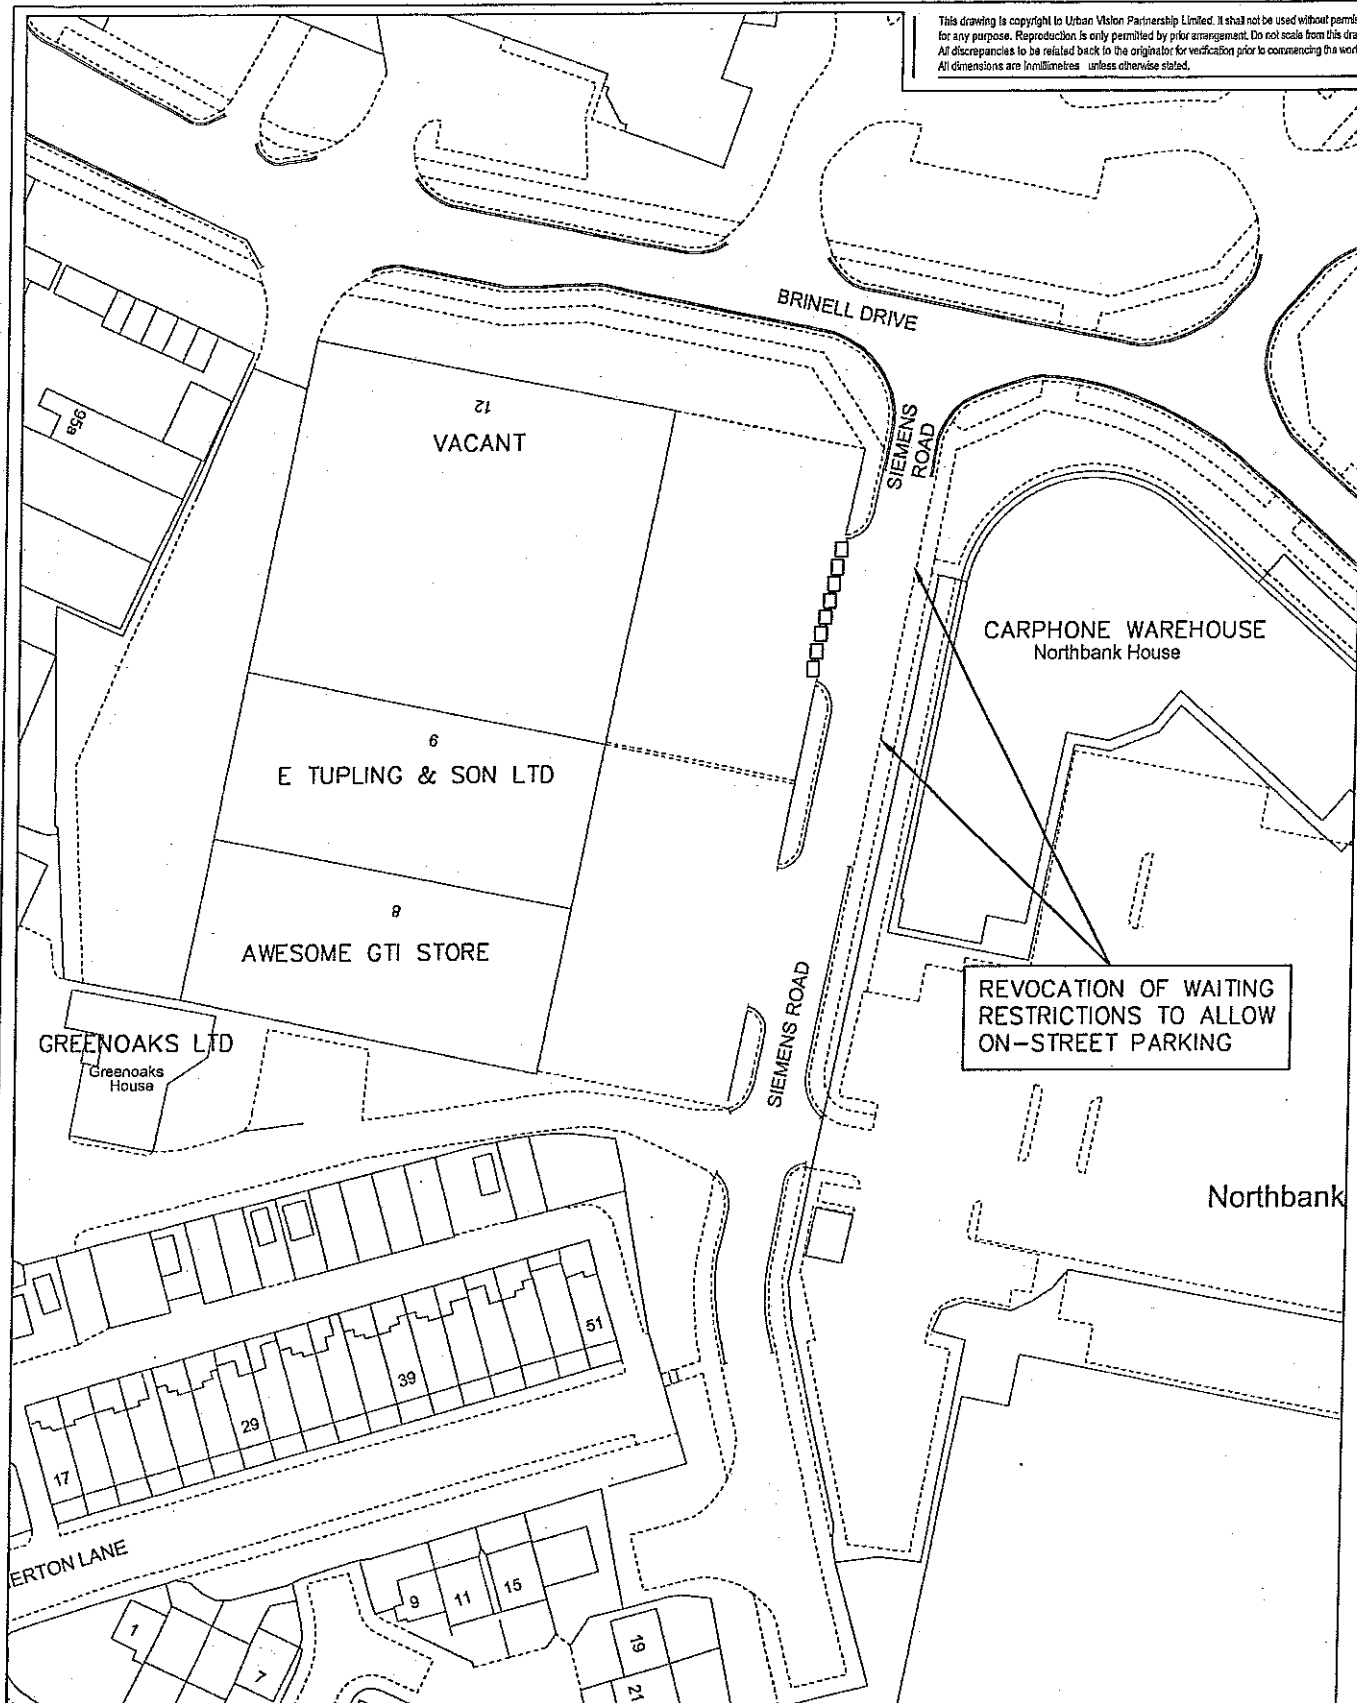 This drawing is copyright to Urban Vision Partnership Limited. It shall not be used without permis
for any purpose. Reproduction is only permitted by prior arrangement. Do not scale from this dra
All discrepancies to be related back to the originator for verification prior to commencing the wor
All dimensions are inmillimetres unless otherwise stated.
BRINELL DRIVE
SIEMENS
ROAD
12
VACANT
95a
CARPHONE WAREHOUSE
Northbank House
9
E TUPLING & SON LTD
8
AWESOME GTI STORE
SIEMENS ROAD
REVOCATION OF WAITING
RESTRICTIONS TO ALLOW
ON-STREET PARKING
GREENOAKS LTD
Greenoaks
House
Northbank
51
39
29
17
ERTON LANE
9
11
15
1
7
19
21